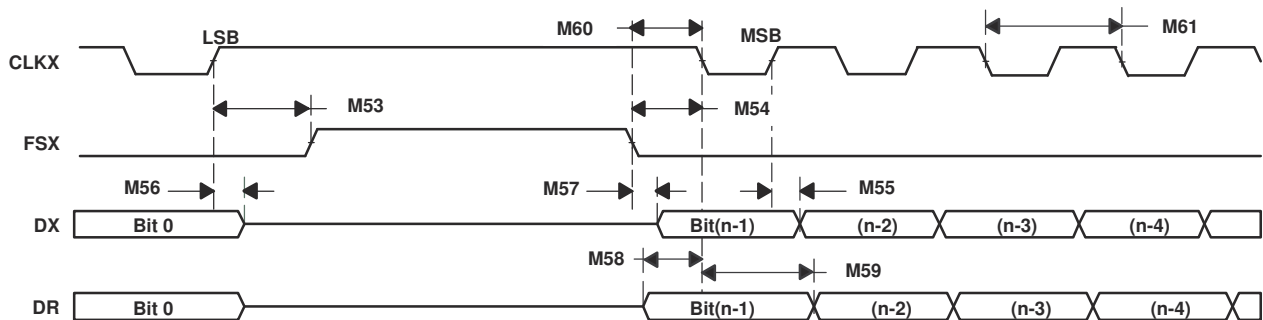 LSB M60 MSB M61
CLKX
M53 M54
FSX
M56 M57 M55
DX Bit 0 Bit(n-1) (n-2) (n-3) (n-4)
M58 M59
DR Bit 0 Bit(n-1) (n-2) (n-3) (n-4)